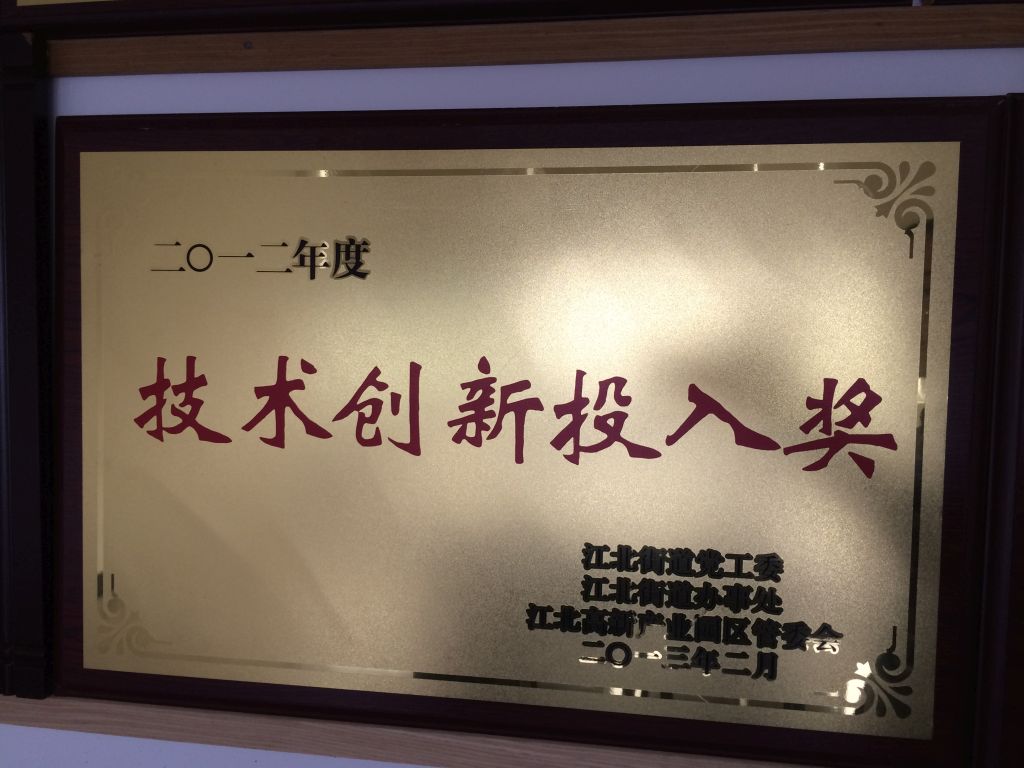 二〇一二年度
技术创新投入奖
江北街道党工委
江北街道办事处
江北高新产业园区管委会
二〇一三年二月